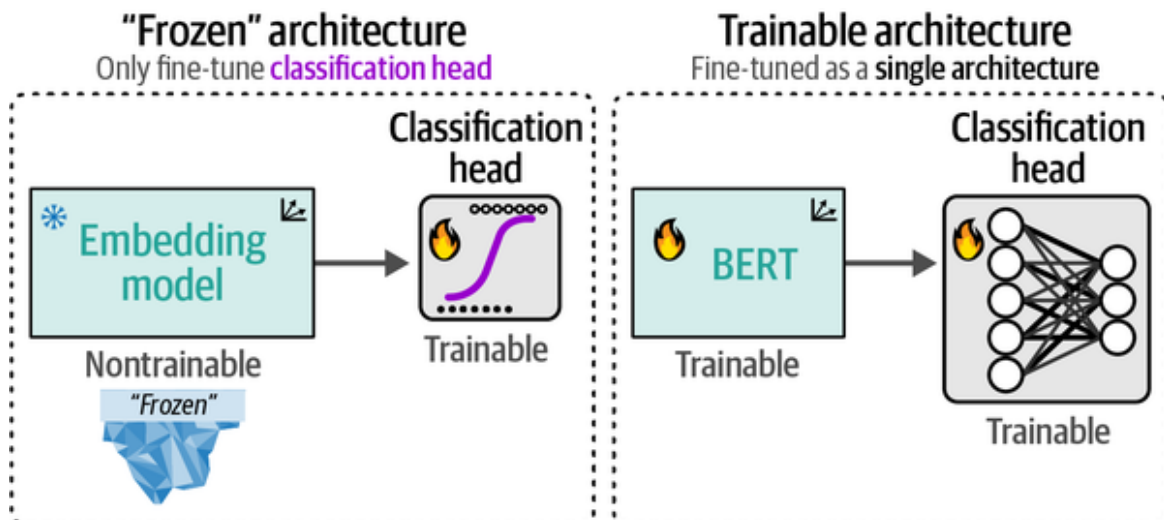 “Frozen” architecture
Only fine-tune classification head
Classification
head
Embedding
model
Nontrainable
“Frozen”
Trainable
Trainable architecture
Fine-tuned as a single architecture
Classification
head
BERT
Trainable
Trainable